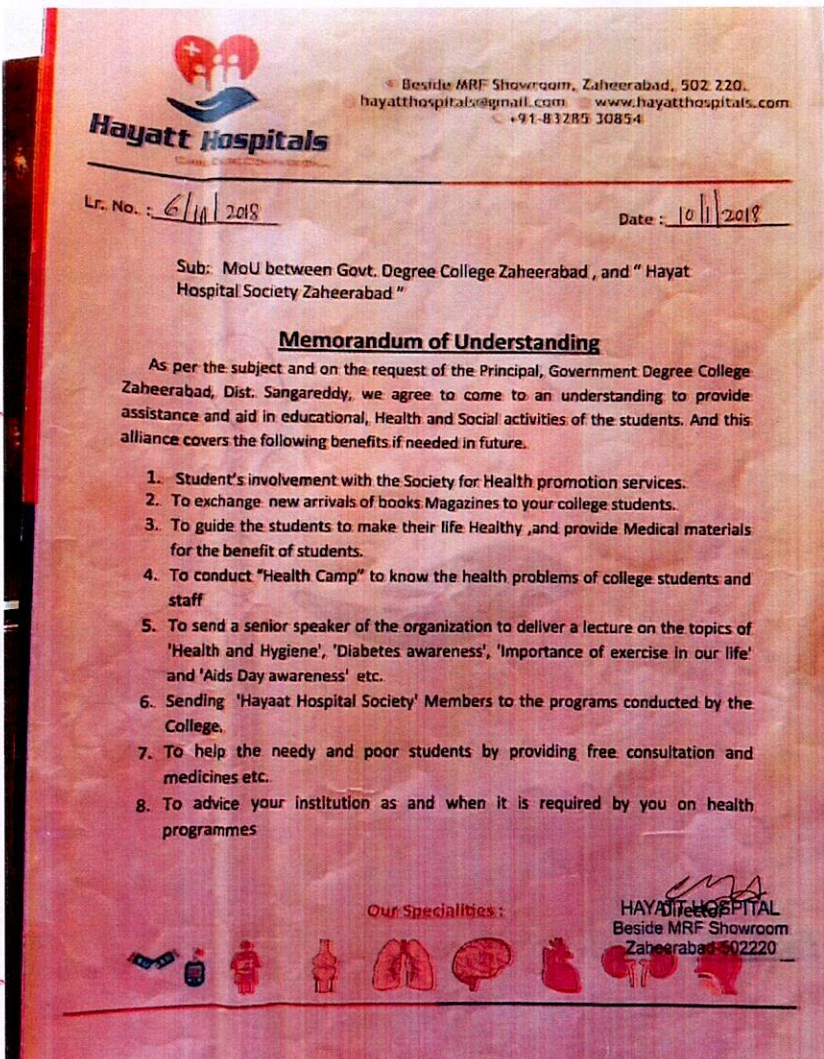 Beside MRF Showroom, Zaheerabad, 502 220.
hayatthospitals@gmail.com www.hayatthospitals.com
+91-83285 30854
Hayatt Hospitals
Lr. No. :
2018
Date : 10/1/2018
Sub: MoU between Govt. Degree College Zaheerabad , and " Hayat
Hospital Society Zaheerabad "
Memorandum of Understanding
As per the subject and on the request of the Principal, Government Degree College
Zaheerabad, Dist. Sangareddy, we agree to come to an understanding to provide
assistance and aid in educational, Health and Social activities of the students. And this
alliance covers the following benefits if needed in future.
1. Student's involvement with the Society for Health promotion services.
2. To exchange new arrivals of books Magazines to your college students.
3. To guide the students to make their life Healthy ,and provide Medical materials
for the benefit of students.
4. To conduct "Health Camp" to know the health problems of college students and
staff
5. To send a senior speaker of the organization to deliver a lecture on the topics of
'Health and Hygiene', 'Diabetes awareness', 'Importance of exercise in our life'
and 'Aids Day awareness' etc.
6. Sending 'Hayaat Hospital Society' Members to the programs conducted by the
College.
7. To help the needy and poor students by providing free consultation and
medicines etc.
8. To advice your institution as and when it is required by you on health
programmes
Our Specialities :
HAYATT HOSPITAL
Director
Beside MRF Showroom
Zaheerabad 502220